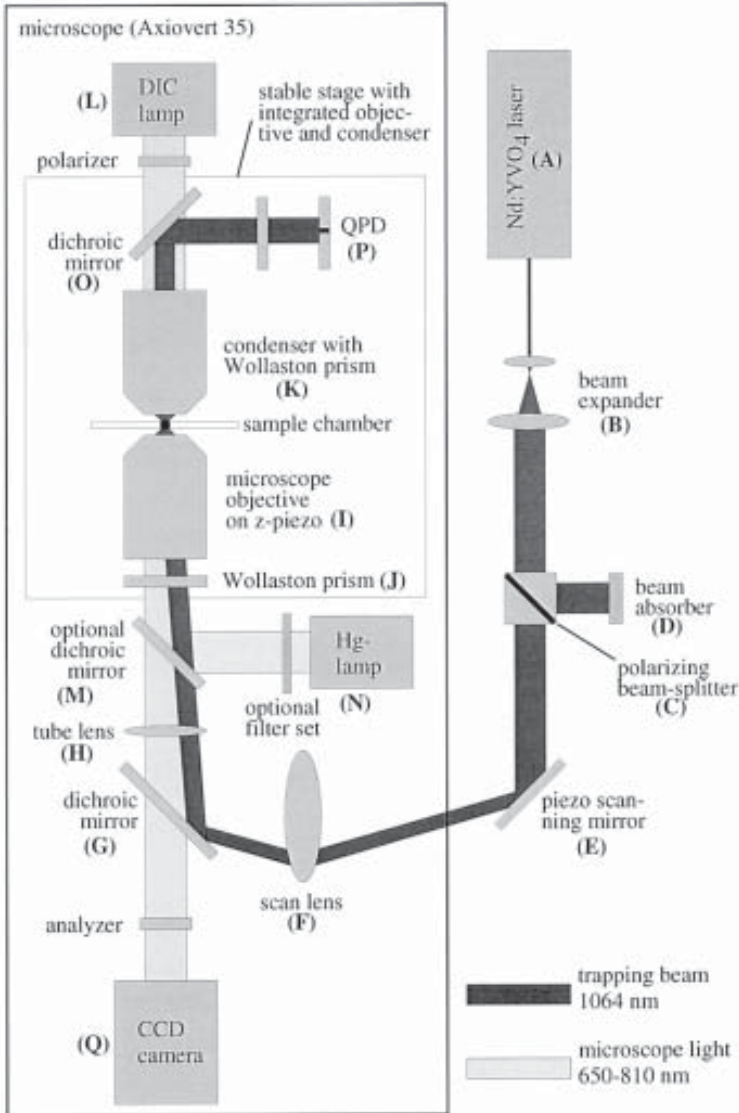 microscope (Axiovert 35)
(L)
DIC
lamp
stable stage with
integrated objec-
tive and condenser
polarizer
dichroic
mirror
(O)
QPD
(P)
condenser with
Wollaston prism
(K)
sample chamber
microscope
objective
on z-piezo (I)
Wollaston prism (J)
optional
dichroic
mirror
(M)
Hg-
lamp
(N)
optional
filter set
tube lens
(H)
dichroic
mirror
(G)
scan lens
(F)
analyzer
(Q)
CCD
camera
Nd:YVO4 laser
(A)
beam
expander
(B)
beam
absorber
(D)
polarizing
beam-splitter
(C)
piezo scan-
ning mirror
(E)
trapping beam
1064 nm
microscope light
650-810 nm